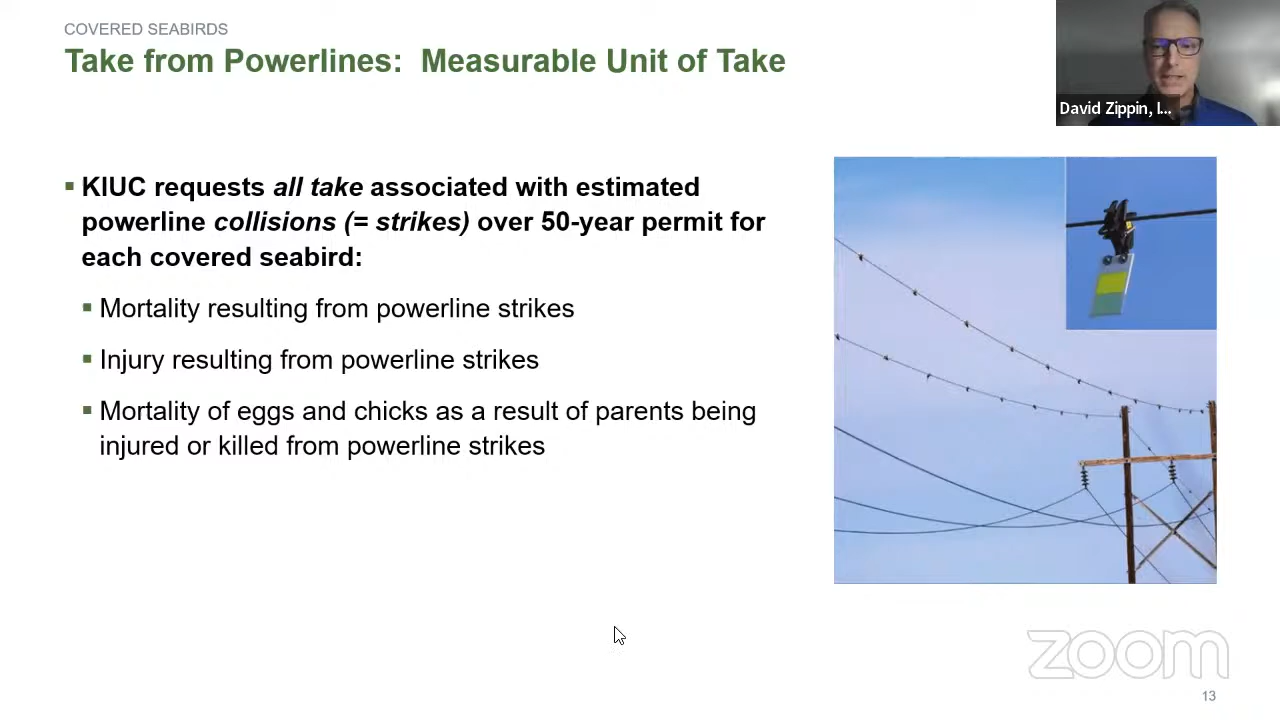 COVERED SEABIRDS
Take from Powerlines:  Measurable Unit of Take
David Zippin, I...
KIUC requests all take associated with estimated
powerline collisions (= strikes) over 50-year permit for
each covered seabird:
Mortality resulting from powerline strikes
Injury resulting from powerline strikes
Mortality of eggs and chicks as a result of parents being
injured or killed from powerline strikes
zoom
13